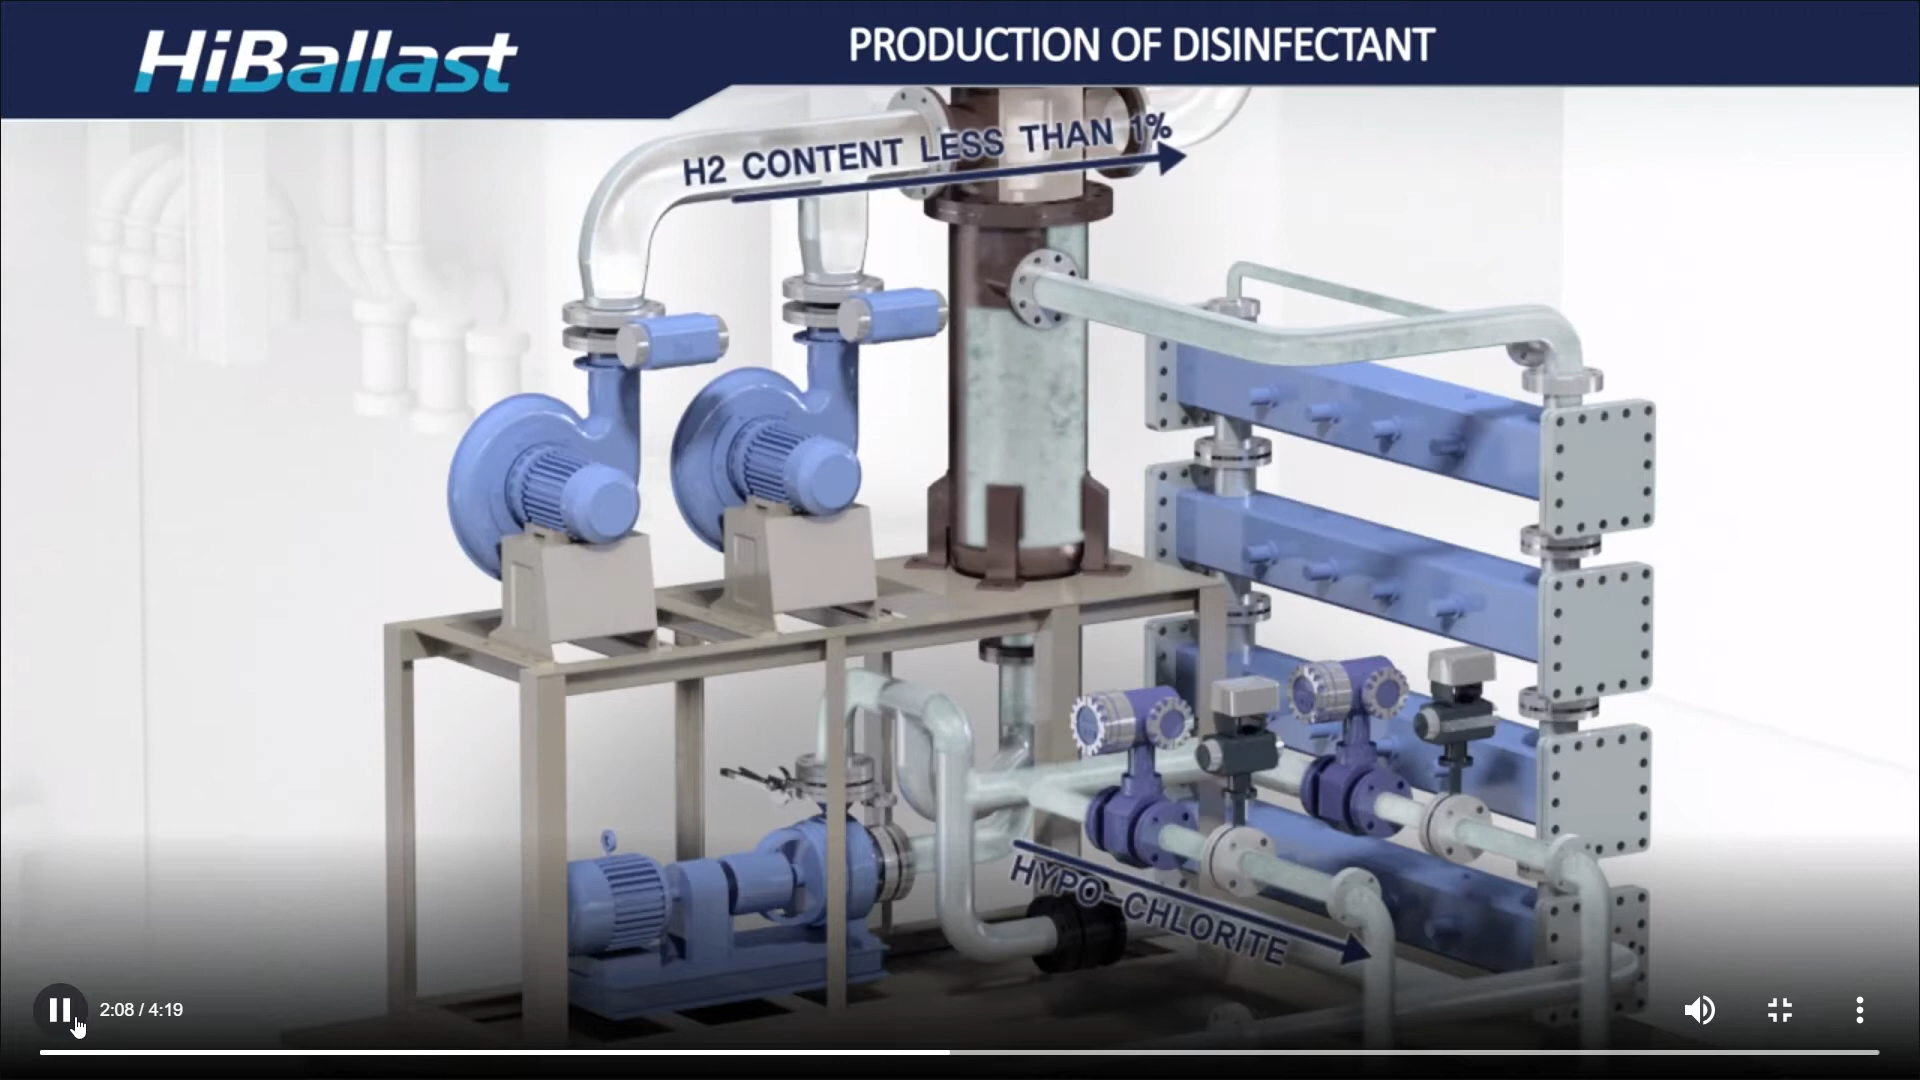 HiBallast
PRODUCTION OF DISINFECTANT
H2 CONTENT LESS THAN 1%
HYPO-CHLORITE
2:08 / 4:19